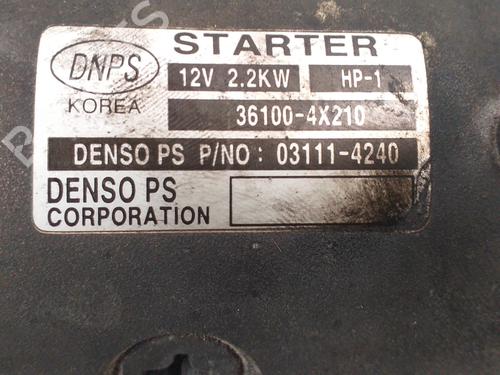 STARTER
DNPS
12V 2.2KW HP-1
KOREA
36100-4X210
DENSO PS P/NO: 03111-4240
DENSO PS
CORPORATION